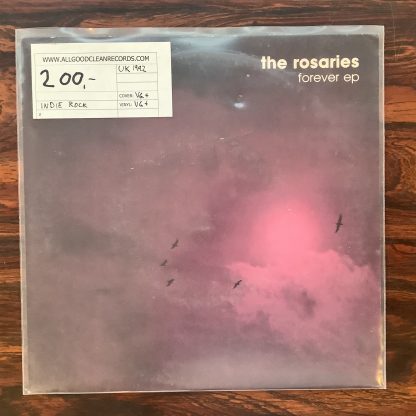 WWW.ALLGOODCLEANRECORDS.COM
200,-
UK 1992
INDIE ROCK
COVER: VG+
VINYL: VG+
the rosaries
forever ep